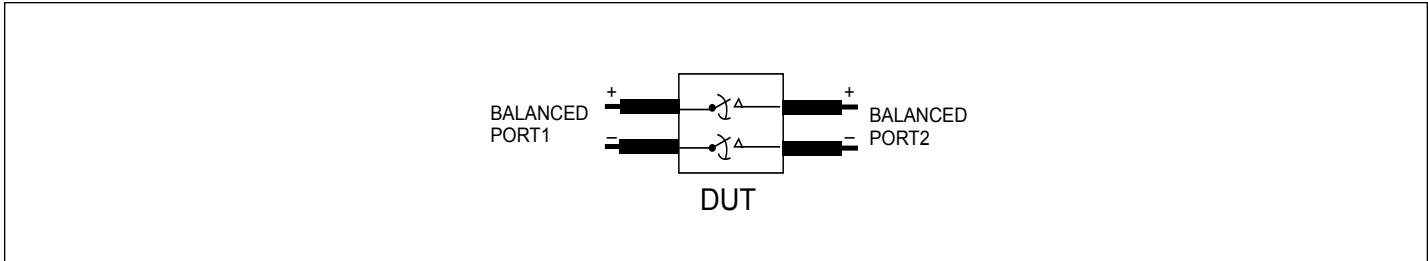 +
BALANCED
PORT1
−
+
BALANCED
PORT2
−
DUT